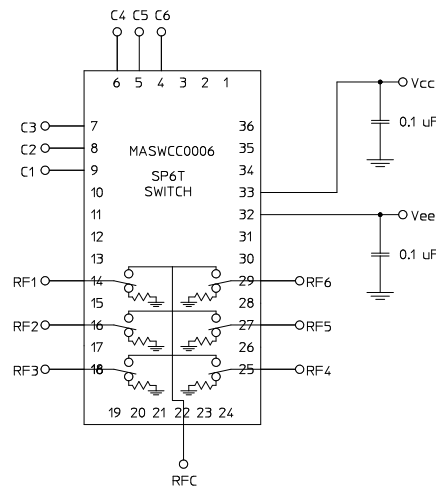 C4 C5 C6
6 5 4 3 2 1
C3 7 36 Vcc
C2 8 MASWCC0006 35 0.1 uF
C1 9 SP6T 34
10 SWITCH 33
11 32 Vee
12 31
13 30 0.1 uF
RF1 14 29 RF6
15 28
RF2 16 27 RF5
17 26
RF3 18 25 RF4
19 20 21 22 23 24
RFC